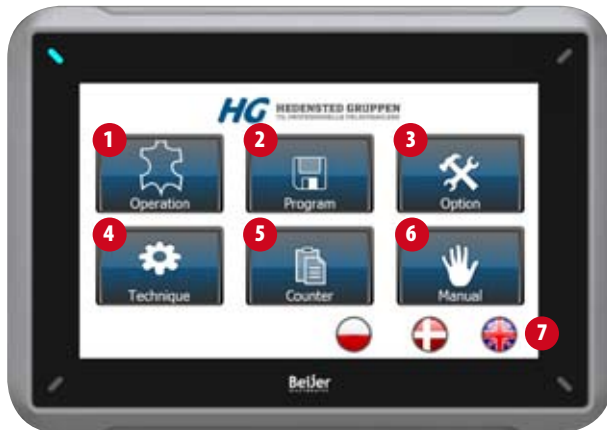 HG HEDENSTED GRUPPEN
1
2
3
Operation
Program
Option
4
5
6
Technique
Counter
Manual
7
Beijer